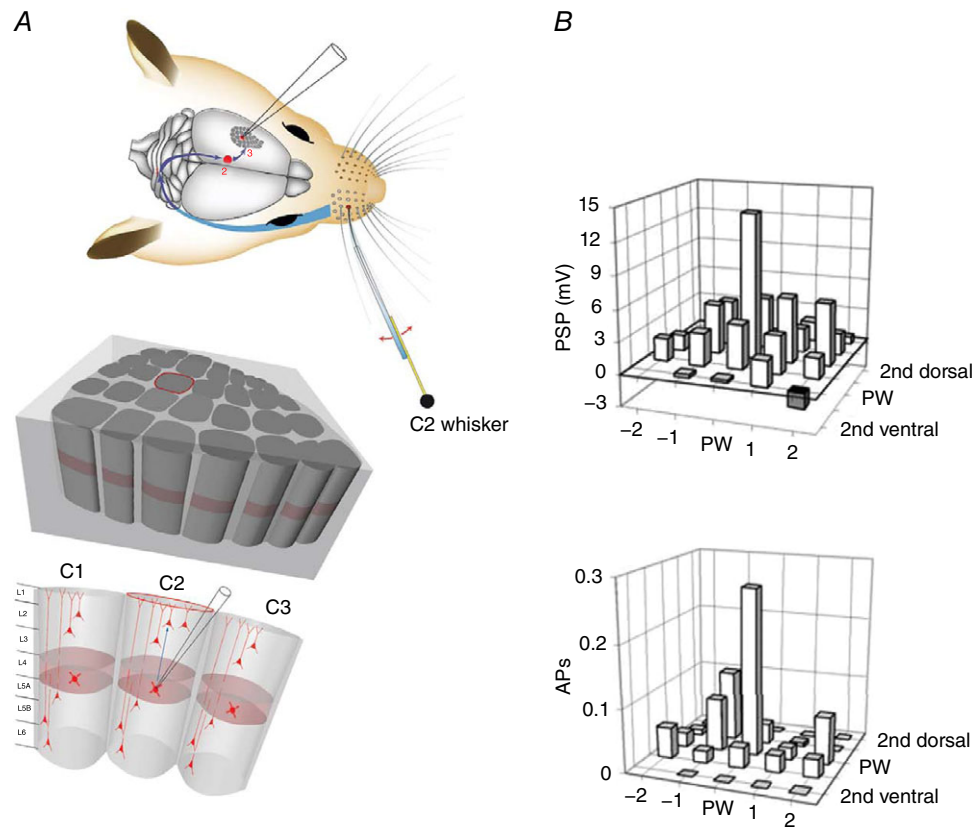 A
B
3
2
C2 whisker
C1
C2
C3
L1
L2
L3
L4
L5A
L5B
L6
15
12
9
6
3
0
−3
PSP (mV)
−2
−1
PW
1
2
2nd dorsal
PW
2nd ventral
0.3
0.2
0.1
0
APs
−2
−1
PW
1
2
2nd dorsal
PW
2nd ventral